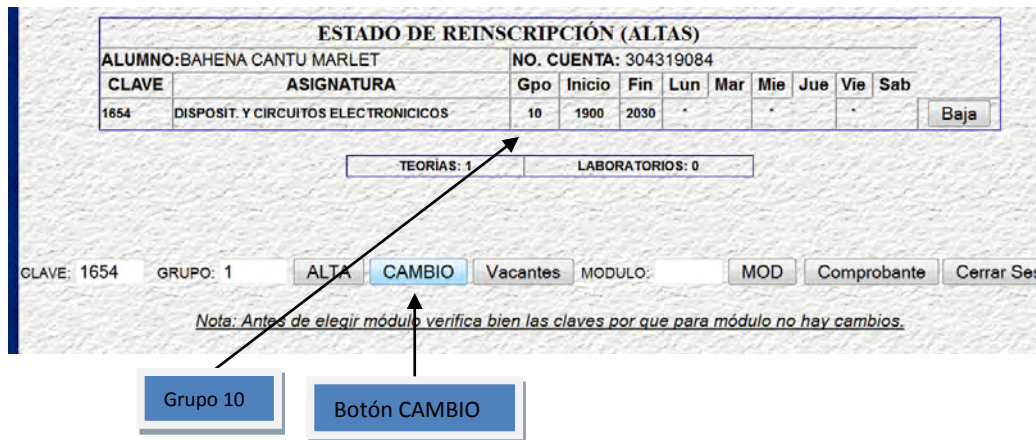 ESTADO DE REINSCRIPCIÓN (ALTAS)
ALUMNO:BAHENA CANTU MARLET NO. CUENTA: 304319084
CLAVE ASIGNATURA Gpo Inicio Fin Lun Mar Mie Jue Vie Sab
1654 DISPOSIT. Y CIRCUITOS ELECTRONICICOS 10 1900 2030 * * * Baja
TEORÍAS: 1 LABORATORIOS: 0
CLAVE: 1654 GRUPO: 1 ALTA CAMBIO Vacantes MODULO: MOD Comprobante Cerrar Ses
Nota: Antes de elegir módulo verifica bien las claves por que para módulo no hay cambios.
Grupo 10 Botón CAMBIO